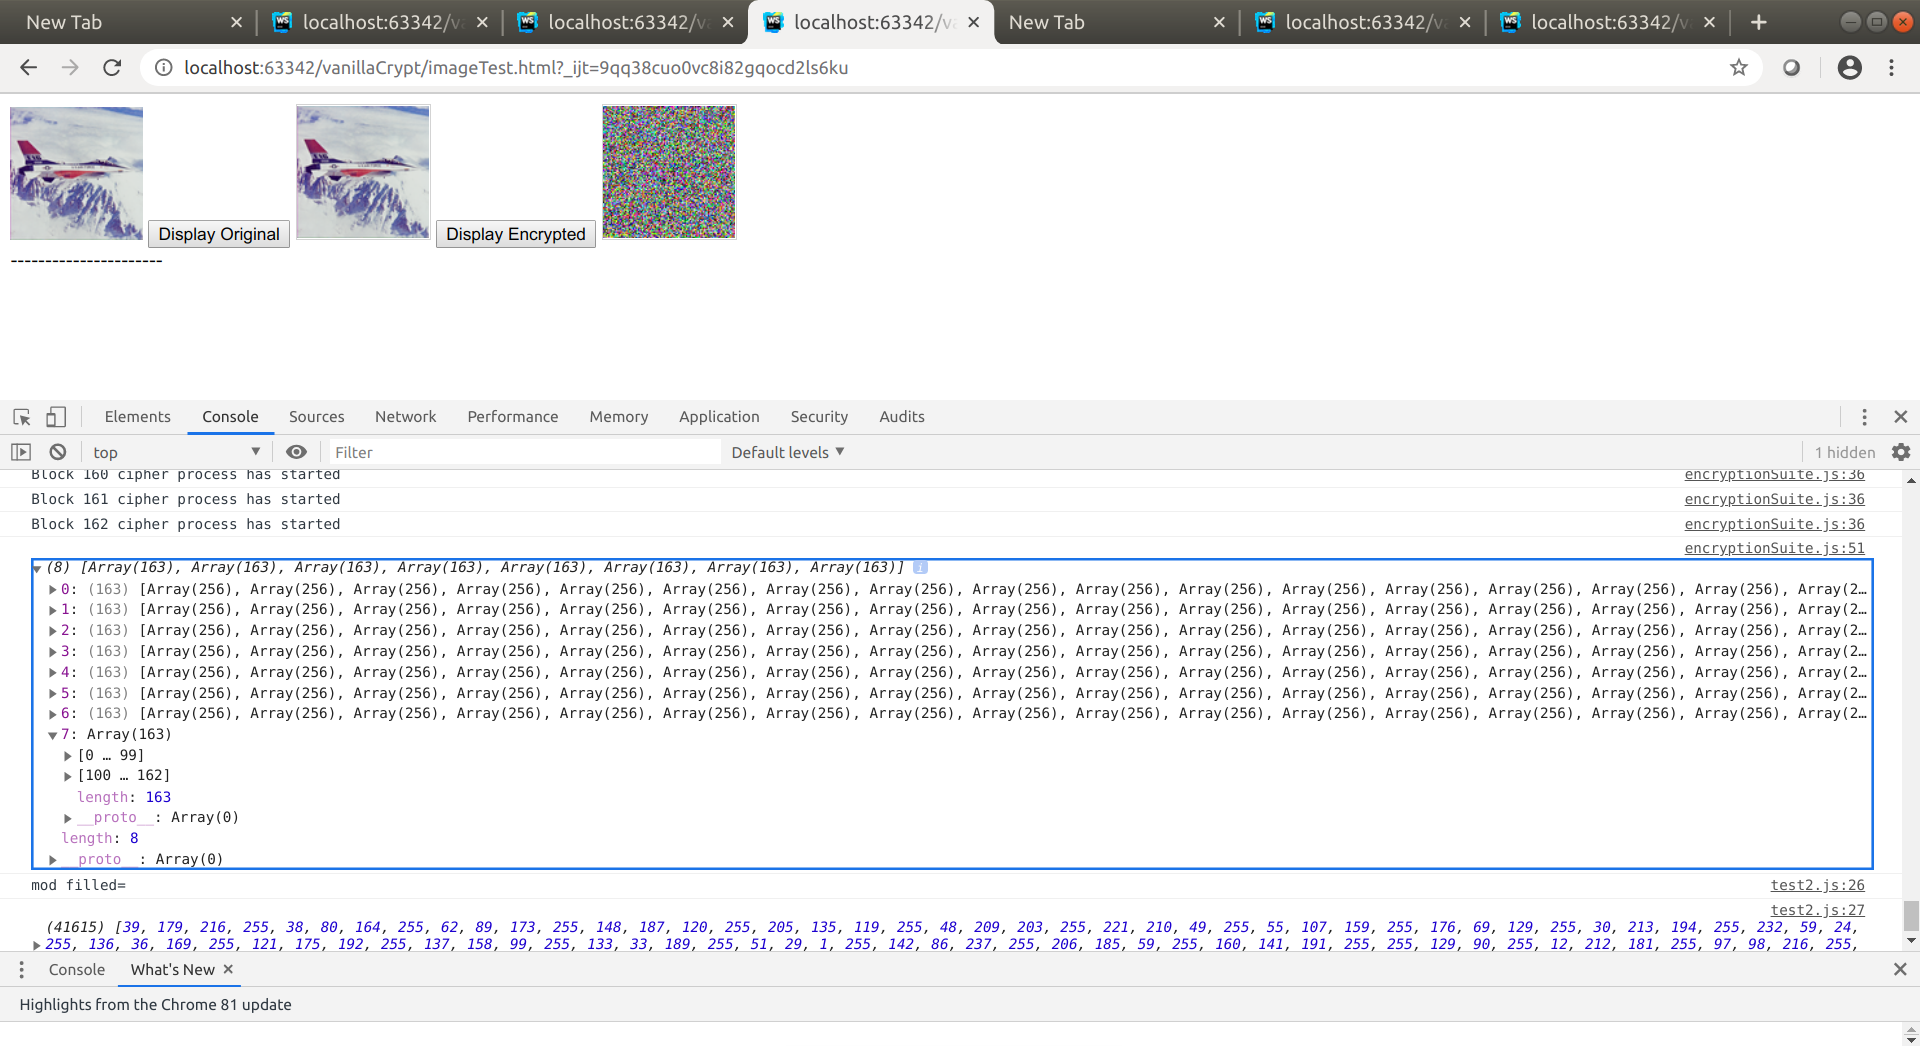 New Tab
localhost:63342/va
localhost:63342/va
localhost:63342/va
New Tab
localhost:63342/va
localhost:63342/va
localhost:63342/vanillaCrypt/imageTest.html?_ijt=9qq38cuo0vc8i82gqocd2ls6ku
Display Original
Display Encrypted
----------------------
Elements Console Sources Network Performance Memory Application Security Audits
top Filter Default levels 1 hidden
Block 160 cipher process has started encryptionSuite.js:36
Block 161 cipher process has started encryptionSuite.js:36
Block 162 cipher process has started encryptionSuite.js:36
encryptionSuite.js:51
(8) [Array(163), Array(163), Array(163), Array(163), Array(163), Array(163), Array(163), Array(163)] i
0: (163) [Array(256), Array(256), Array(256), Array(256), Array(256), Array(256), Array(256), Array(256), Array(256), Array(256), Array(256), Array(256), Array(256), Array(256), Array(256), Array(256), Array(2…
1: (163) [Array(256), Array(256), Array(256), Array(256), Array(256), Array(256), Array(256), Array(256), Array(256), Array(256), Array(256), Array(256), Array(256), Array(256), Array(256), Array(256), Array(2…
2: (163) [Array(256), Array(256), Array(256), Array(256), Array(256), Array(256), Array(256), Array(256), Array(256), Array(256), Array(256), Array(256), Array(256), Array(256), Array(256), Array(256), Array(2…
3: (163) [Array(256), Array(256), Array(256), Array(256), Array(256), Array(256), Array(256), Array(256), Array(256), Array(256), Array(256), Array(256), Array(256), Array(256), Array(256), Array(256), Array(2…
4: (163) [Array(256), Array(256), Array(256), Array(256), Array(256), Array(256), Array(256), Array(256), Array(256), Array(256), Array(256), Array(256), Array(256), Array(256), Array(256), Array(256), Array(2…
5: (163) [Array(256), Array(256), Array(256), Array(256), Array(256), Array(256), Array(256), Array(256), Array(256), Array(256), Array(256), Array(256), Array(256), Array(256), Array(256), Array(256), Array(2…
6: (163) [Array(256), Array(256), Array(256), Array(256), Array(256), Array(256), Array(256), Array(256), Array(256), Array(256), Array(256), Array(256), Array(256), Array(256), Array(256), Array(256), Array(2…
7: Array(163)
[0 … 99]
[100 … 162]
length: 163
__proto__: Array(0)
length: 8
__proto__: Array(0)
mod filled= test2.js:26
test2.js:27
(41615) [39, 179, 216, 255, 38, 80, 164, 255, 62, 89, 173, 255, 148, 187, 120, 255, 205, 135, 119, 255, 48, 209, 203, 255, 221, 210, 49, 255, 55, 107, 159, 255, 176, 69, 129, 255, 30, 213, 194, 255, 232, 59, 24,
255, 136, 36, 169, 255, 121, 175, 192, 255, 137, 158, 99, 255, 133, 33, 189, 255, 51, 29, 1, 255, 142, 86, 237, 255, 206, 185, 59, 255, 160, 141, 191, 255, 255, 129, 90, 255, 12, 212, 181, 255, 97, 98, 216, 255,
Console What's New
Highlights from the Chrome 81 update